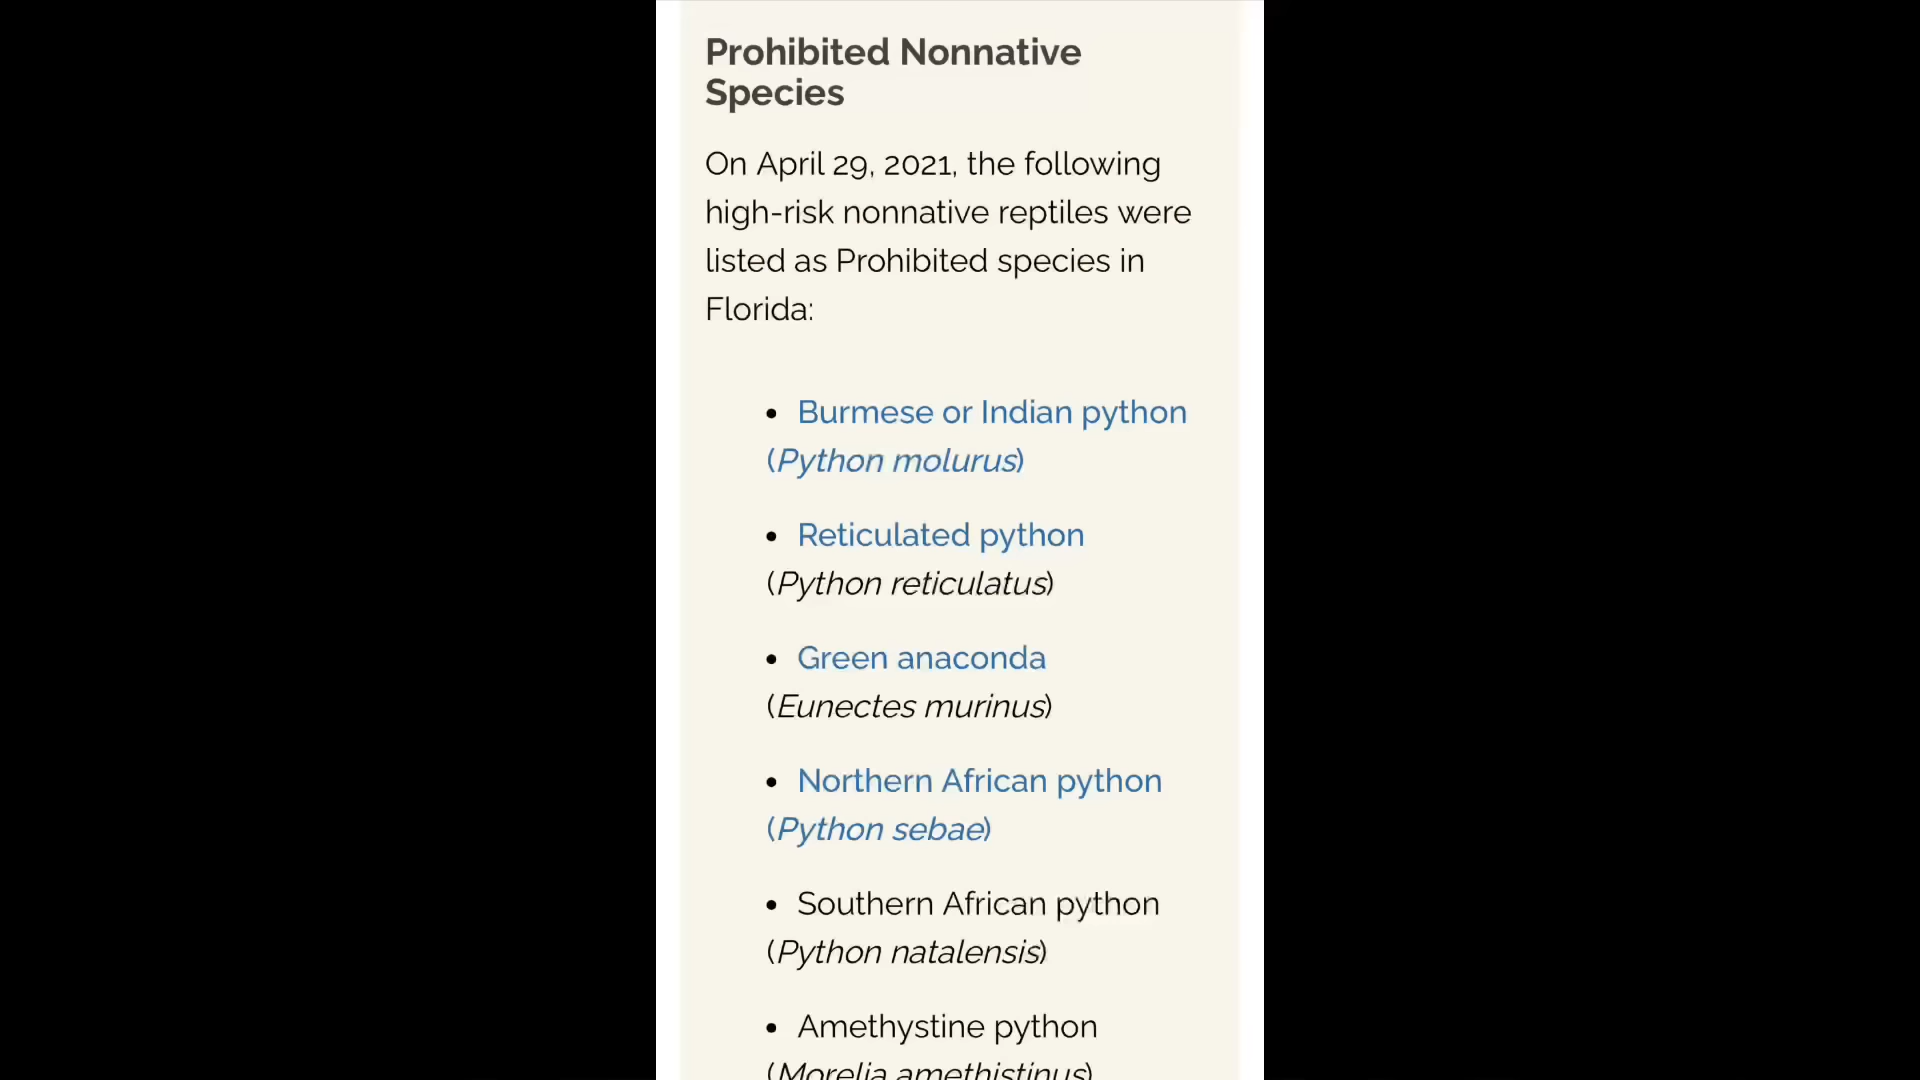 Prohibited Nonnative
Species
On April 29, 2021, the following
high-risk nonnative reptiles were
listed as Prohibited species in
Florida:
• Burmese or Indian python
(Python molurus)
• Reticulated python
(Python reticulatus)
• Green anaconda
(Eunectes murinus)
• Northern African python
(Python sebae)
• Southern African python
(Python natalensis)
• Amethystine python
(Morelia amethistinus)